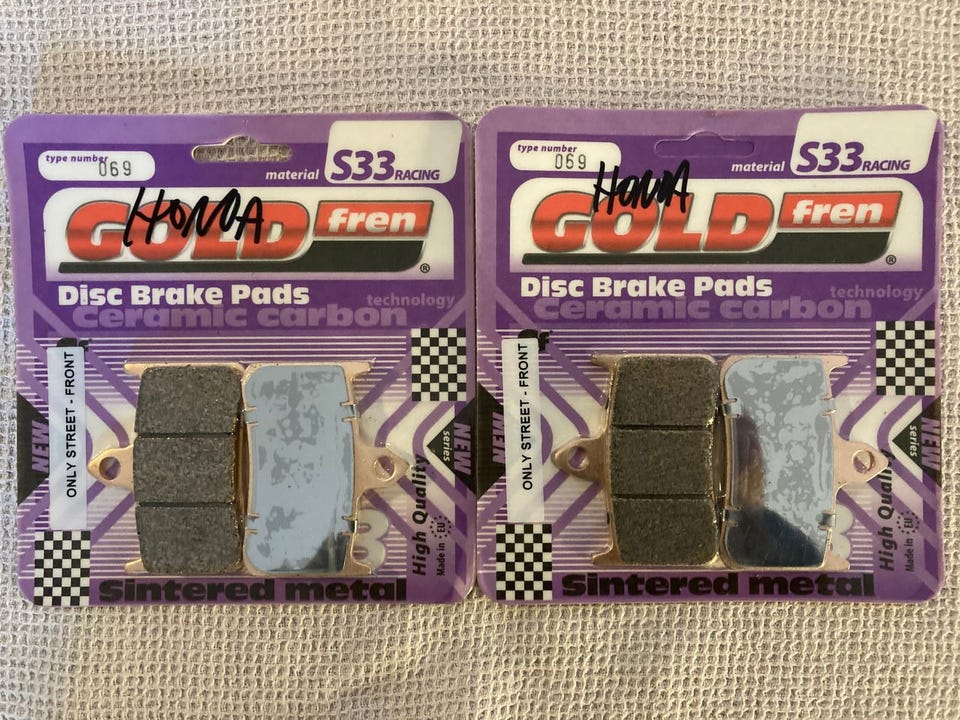 type number
069
material S33 RACING
HONDA
GOLD fren ®
Disc Brake Pads
technology
Ceramic carbon
ONLY STREET - FRONT
NEW
NEW
series
High Quality
Made in EU
Sintered metal
type number
069
material S33 RACING
HONDA
GOLD fren ®
Disc Brake Pads
technology
Ceramic carbon
ONLY STREET - FRONT
NEW
NEW
series
High Quality
Made in EU
Sintered metal